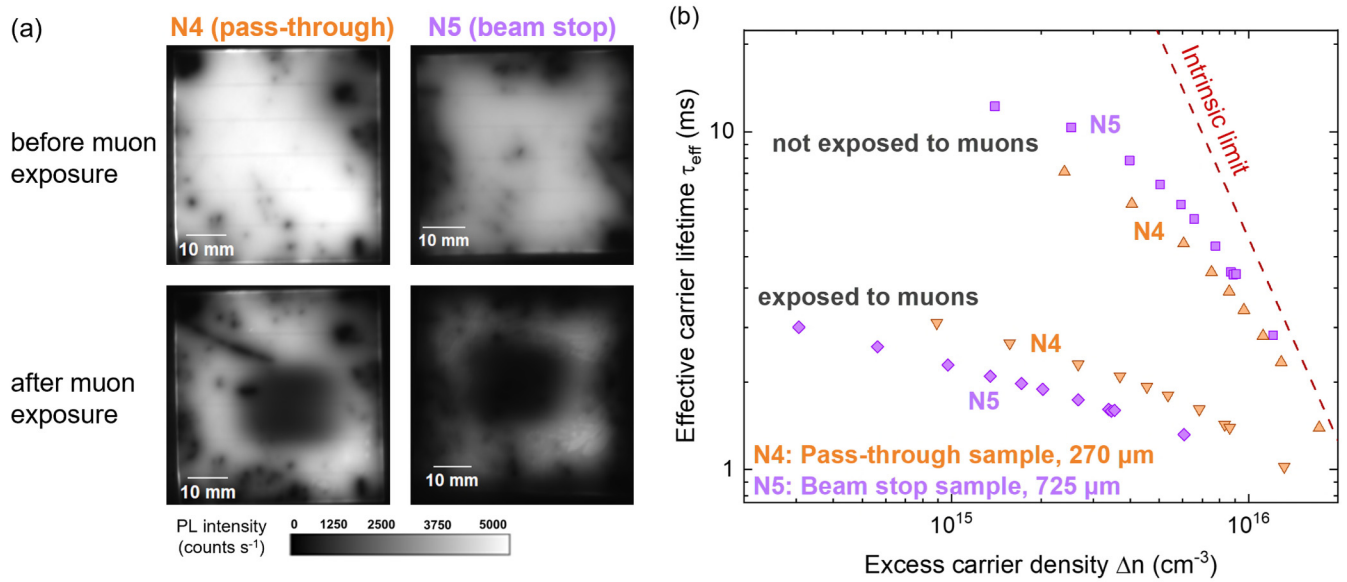 (a)
N4 (pass-through)
N5 (beam stop)
before muon
exposure
10 mm
10 mm
after muon
exposure
10 mm
10 mm
PL intensity
(counts s⁻¹)
0 1250 2500 3750 5000
(b)
Effective carrier lifetime τeff (ms)
10
1
not exposed to muons
N5
N4
Intrinsic limit
exposed to muons
N4
N5
N4: Pass-through sample, 270 µm
N5: Beam stop sample, 725 µm
10¹⁵
10¹⁶
Excess carrier density Δn (cm⁻³)